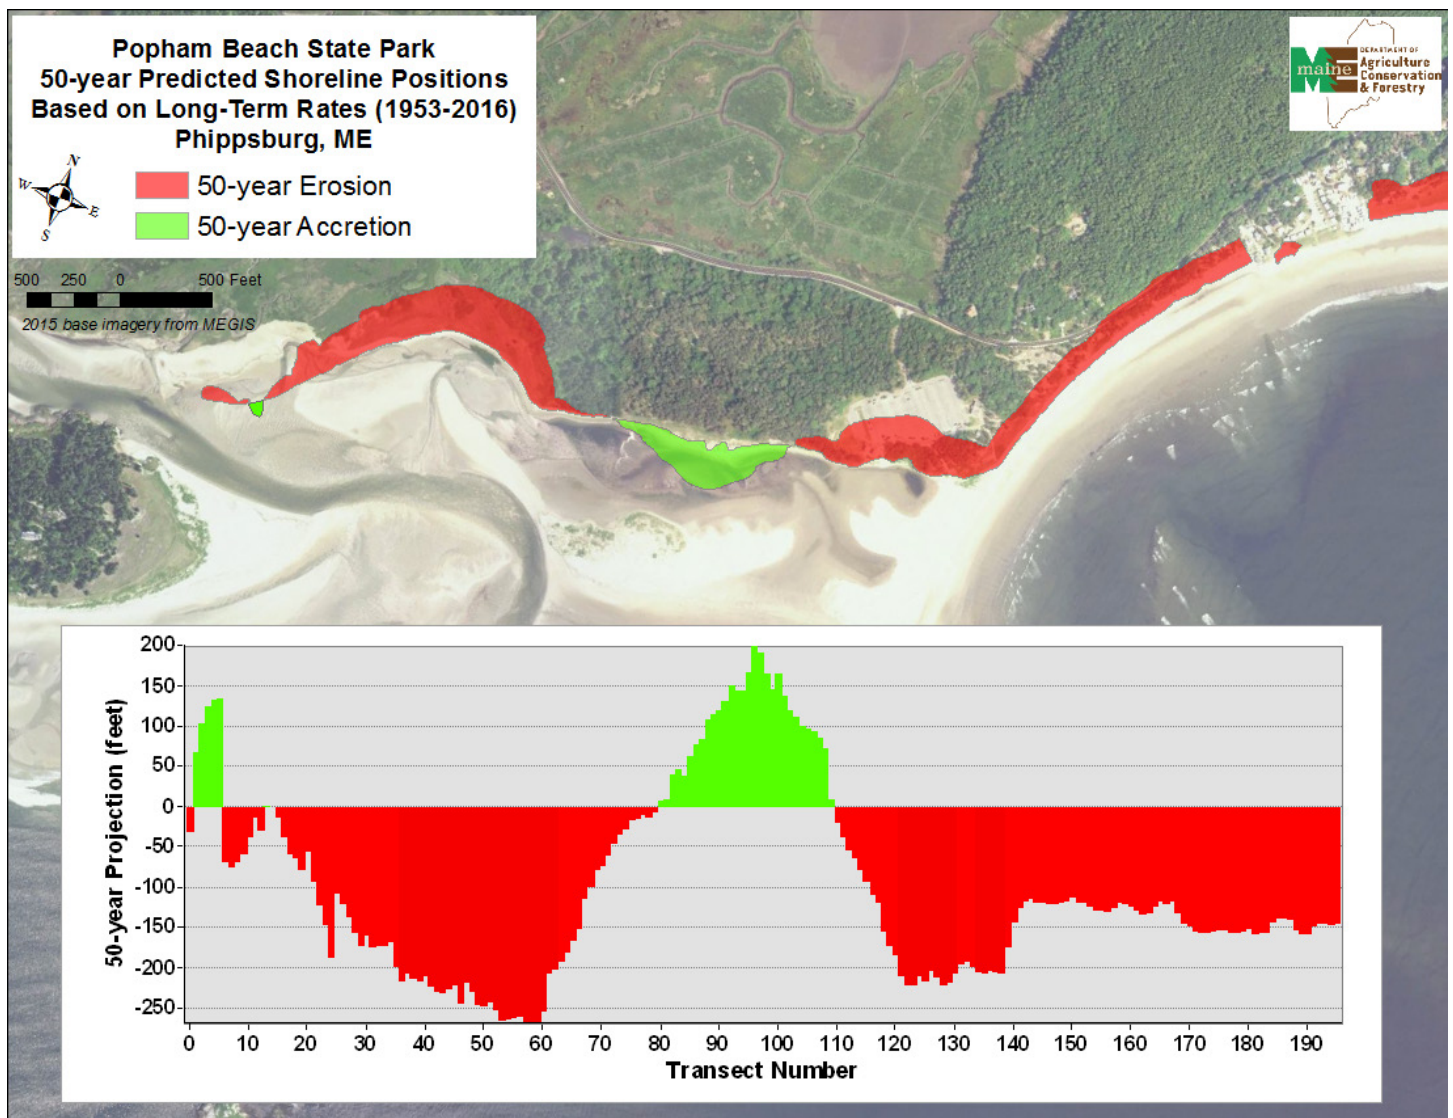 Popham Beach State Park
50-year Predicted Shoreline Positions
Based on Long-Term Rates (1953-2016)
Phippsburg, ME
N
W
E
S
50-year Erosion
50-year Accretion
500 250 0 500 Feet
2015 base imagery from MEGIS
maine
DEPARTMENT OF
Agriculture
Conservation
& Forestry
50-year Projection (feet)
200
150
100
50
0
-50
-100
-150
-200
-250
0 10 20 30 40 50 60 70 80 90 100 110 120 130 140 150 160 170 180 190
Transect Number